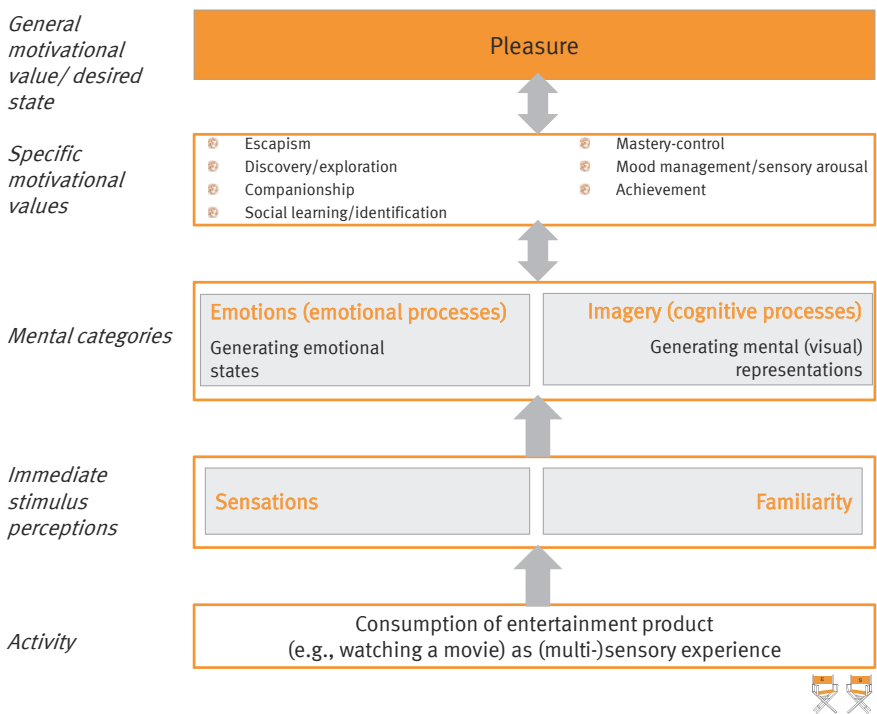 General
motivational
value/ desired
state
Pleasure
Specific
motivational
values
Escapism
Discovery/exploration
Companionship
Social learning/identification
Mastery-control
Mood management/sensory arousal
Achievement
Mental categories
Emotions (emotional processes)
Generating emotional
states
Imagery (cognitive processes)
Generating mental (visual)
representations
Immediate
stimulus
perceptions
Sensations
Familiarity
Activity
Consumption of entertainment product
(e.g., watching a movie) as (multi-)sensory experience
E
S